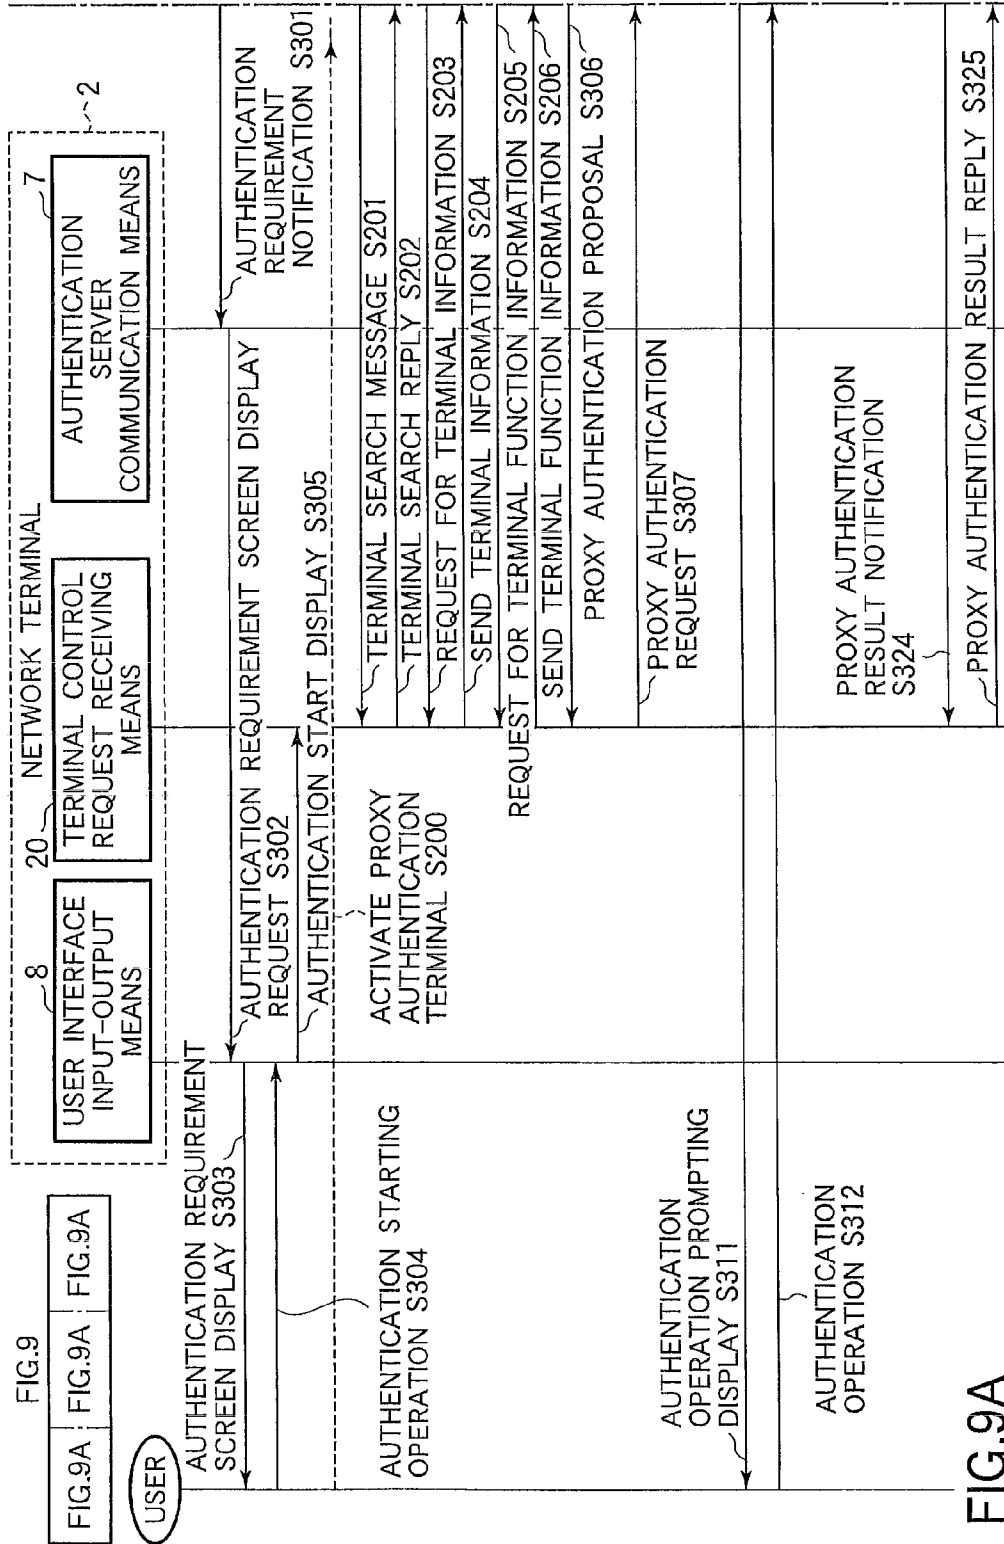 FIG.9
FIG.9A FIG.9A FIG.9A
NETWORK TERMINAL
2
8
USER INTERFACE
INPUT-OUTPUT
MEANS
20
TERMINAL CONTROL
REQUEST RECEIVING
MEANS
7
AUTHENTICATION
SERVER
COMMUNICATION MEANS
USER
AUTHENTICATION
REQUIREMENT
NOTIFICATION S301
AUTHENTICATION REQUIREMENT SCREEN DISPLAY
REQUEST S302
AUTHENTICATION REQUIREMENT
SCREEN DISPLAY S303
AUTHENTICATION STARTING
OPERATION S304
AUTHENTICATION START DISPLAY S305
ACTIVATE PROXY
AUTHENTICATION
TERMINAL S200
TERMINAL SEARCH MESSAGE S201
TERMINAL SEARCH REPLY S202
REQUEST FOR TERMINAL INFORMATION S203
SEND TERMINAL INFORMATION S204
REQUEST FOR TERMINAL FUNCTION INFORMATION S205
SEND TERMINAL FUNCTION INFORMATION S206
PROXY AUTHENTICATION PROPOSAL S306
PROXY AUTHENTICATION
REQUEST S307
AUTHENTICATION
OPERATION PROMPTING
DISPLAY S311
AUTHENTICATION
OPERATION S312
PROXY AUTHENTICATION
RESULT NOTIFICATION
S324
PROXY AUTHENTICATION RESULT REPLY S325
FIG.9A